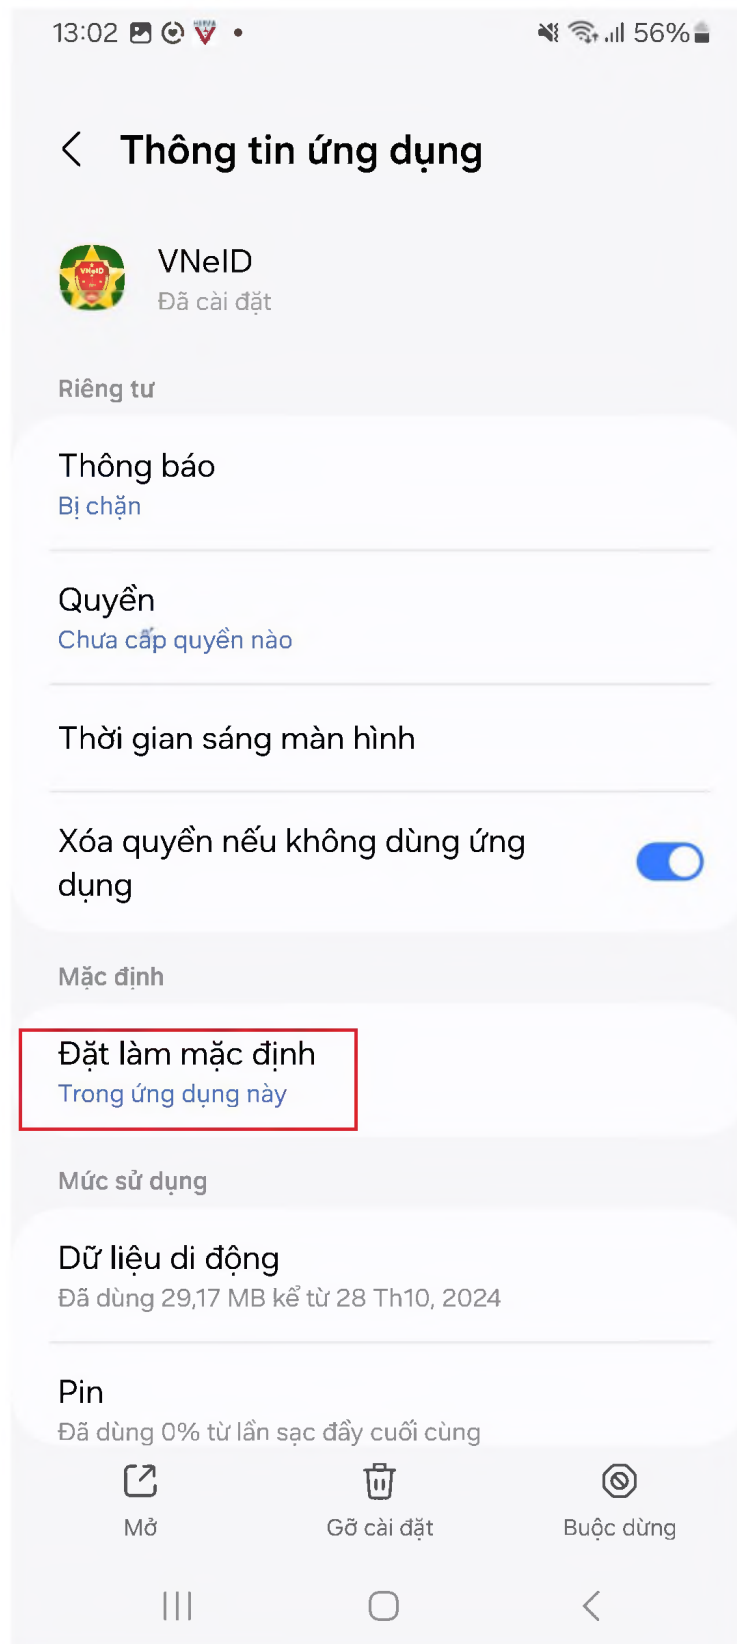 13:02
56%
Thông tin ứng dụng
VNeID
VNeID
Đã cài đặt
Riêng tư
Thông báo
Bị chặn
Quyền
Chưa cấp quyền nào
Thời gian sáng màn hình
Xóa quyền nếu không dùng ứng
dụng
Mặc định
Đặt làm mặc định
Trong ứng dụng này
Mức sử dụng
Dữ liệu di động
Đã dùng 29,17 MB kể từ 28 Th10, 2024
Pin
Đã dùng 0% từ lần sạc đầy cuối cùng
Mở
Gỡ cài đặt
Buộc dừng